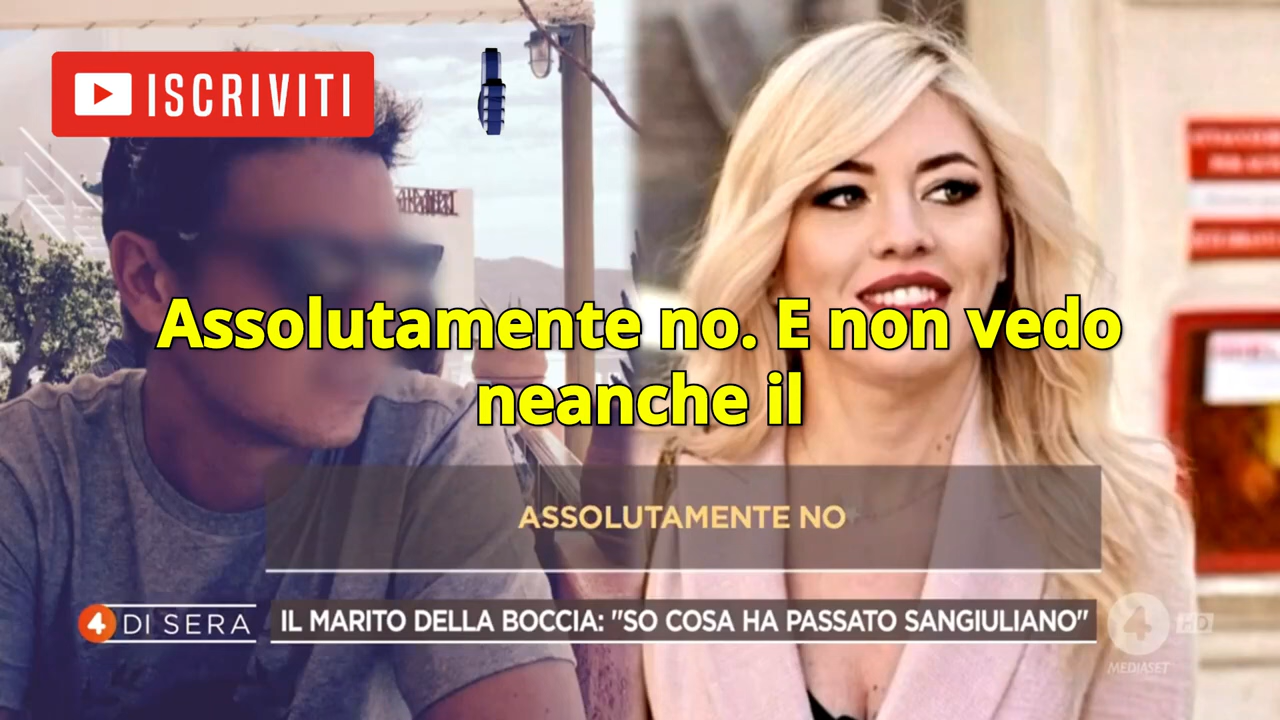 ISCRIVITI
Assolutamente no. E non vedo
neanche il
ASSOLUTAMENTE NO
4 DI SERA
IL MARITO DELLA BOCCIA: "SO COSA HA PASSATO SANGIULIANO"
4 HD
MEDIASET